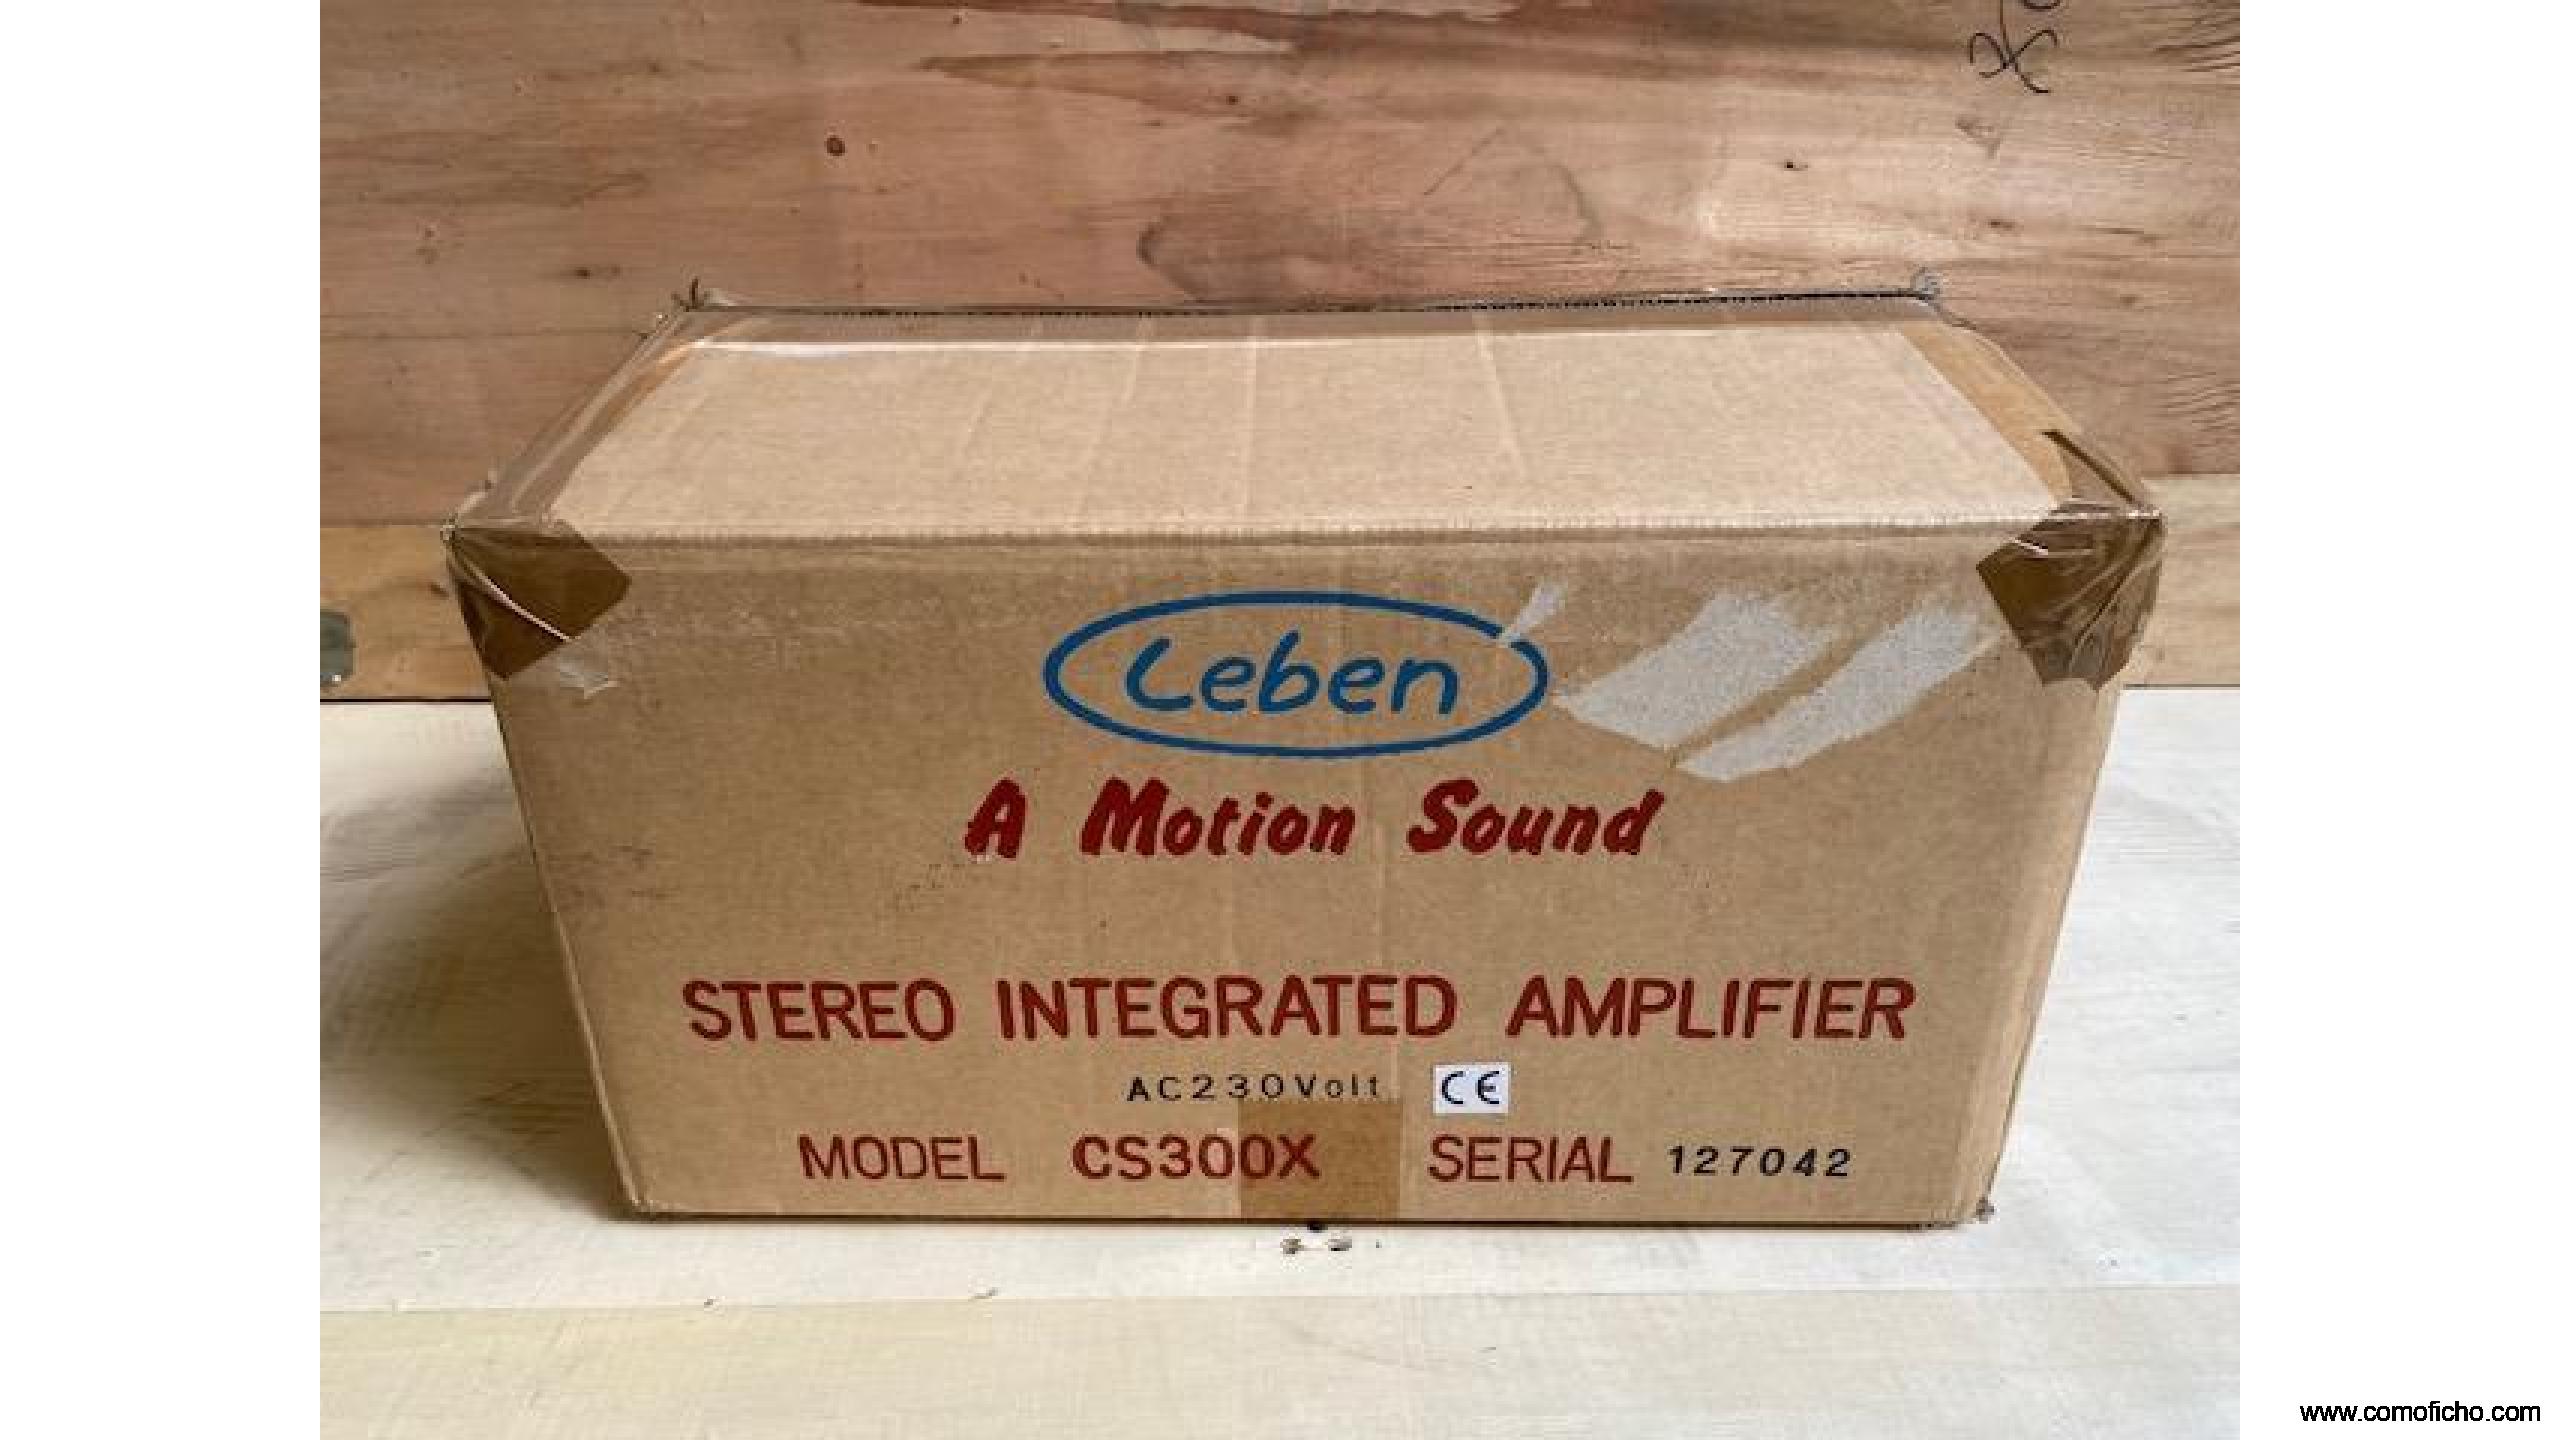 Leben
A Motion Sound
STEREO INTEGRATED AMPLIFIER
AC230Volt CE
MODEL CS300X SERIAL 127042
www.comoficho.com